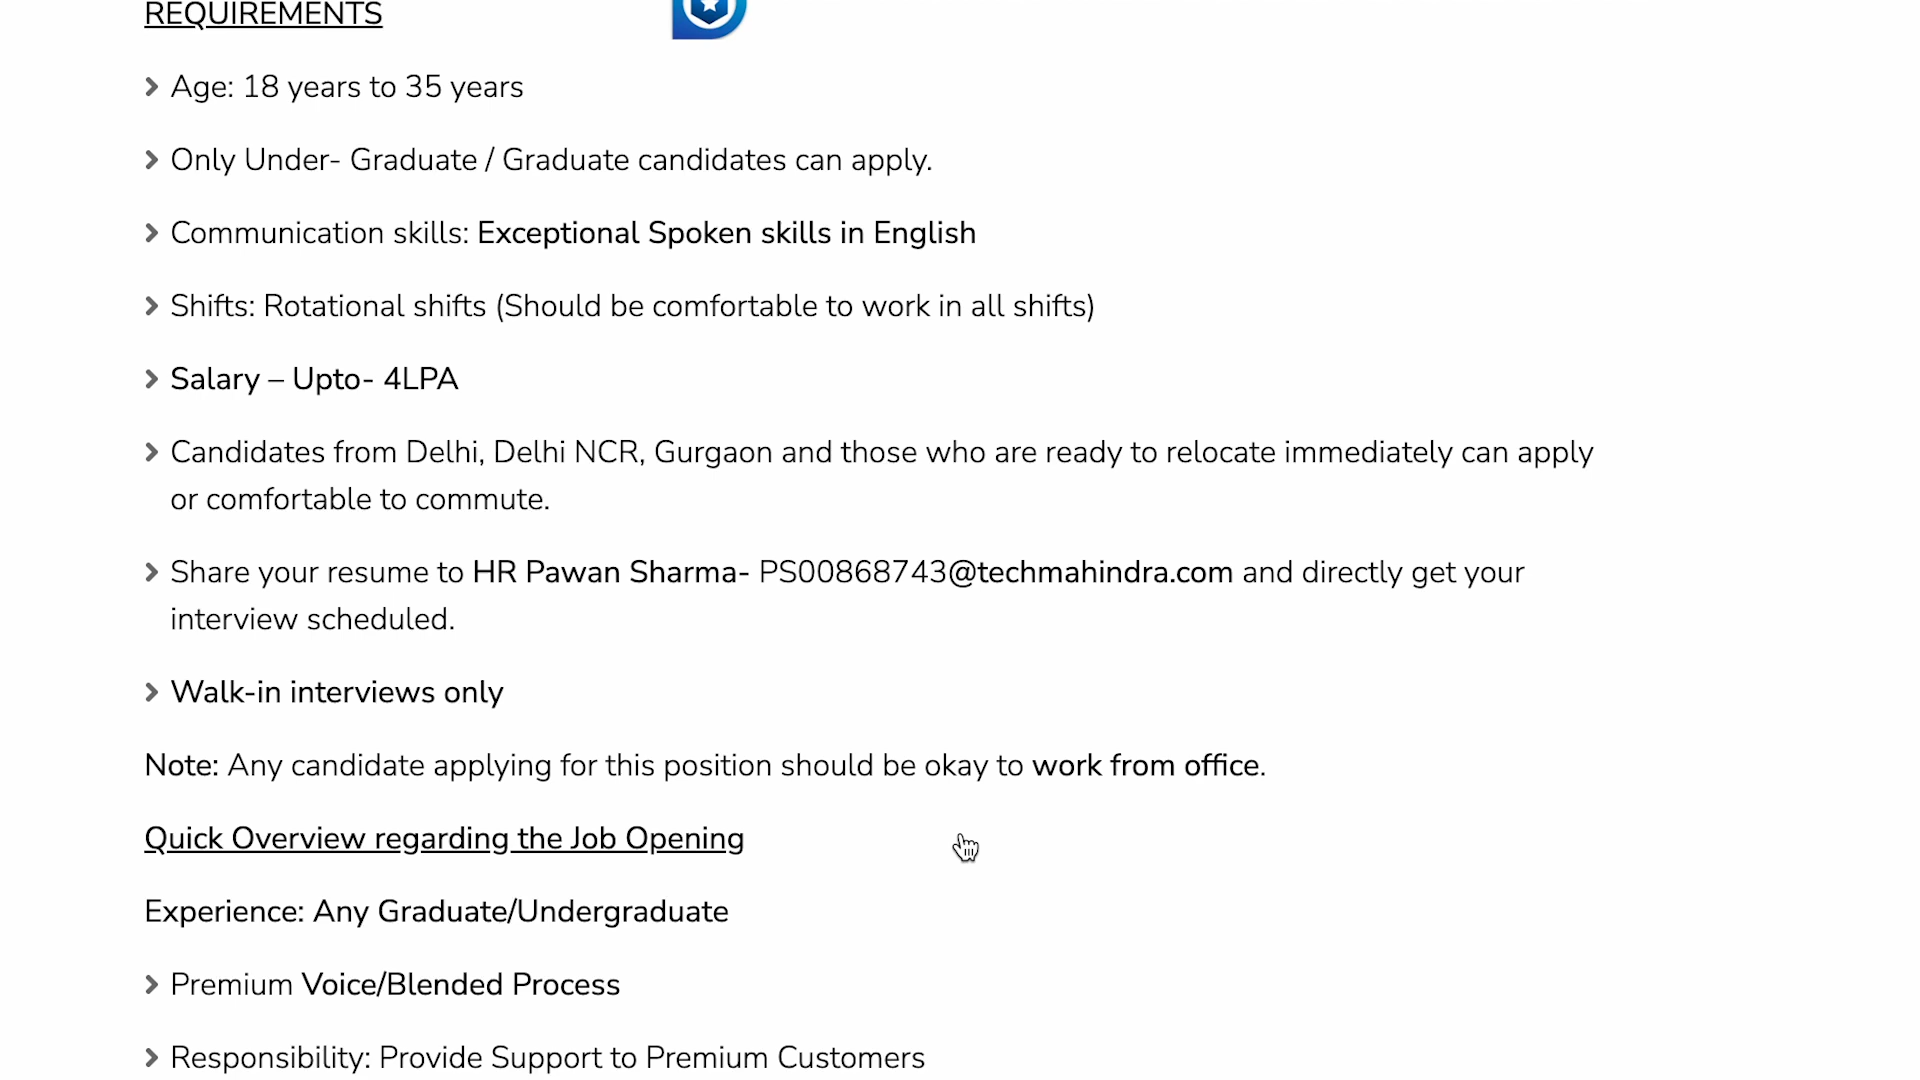 REQUIREMENTS
Age: 18 years to 35 years
Only Under- Graduate / Graduate candidates can apply.
Communication skills: Exceptional Spoken skills in English
Shifts: Rotational shifts (Should be comfortable to work in all shifts)
Salary – Upto- 4LPA
Candidates from Delhi, Delhi NCR, Gurgaon and those who are ready to relocate immediately can apply
or comfortable to commute.
Share your resume to HR Pawan Sharma- PS00868743@techmahindra.com and directly get your
interview scheduled.
Walk-in interviews only
Note: Any candidate applying for this position should be okay to work from office.
Quick Overview regarding the Job Opening
Experience: Any Graduate/Undergraduate
Premium Voice/Blended Process
Responsibility: Provide Support to Premium Customers